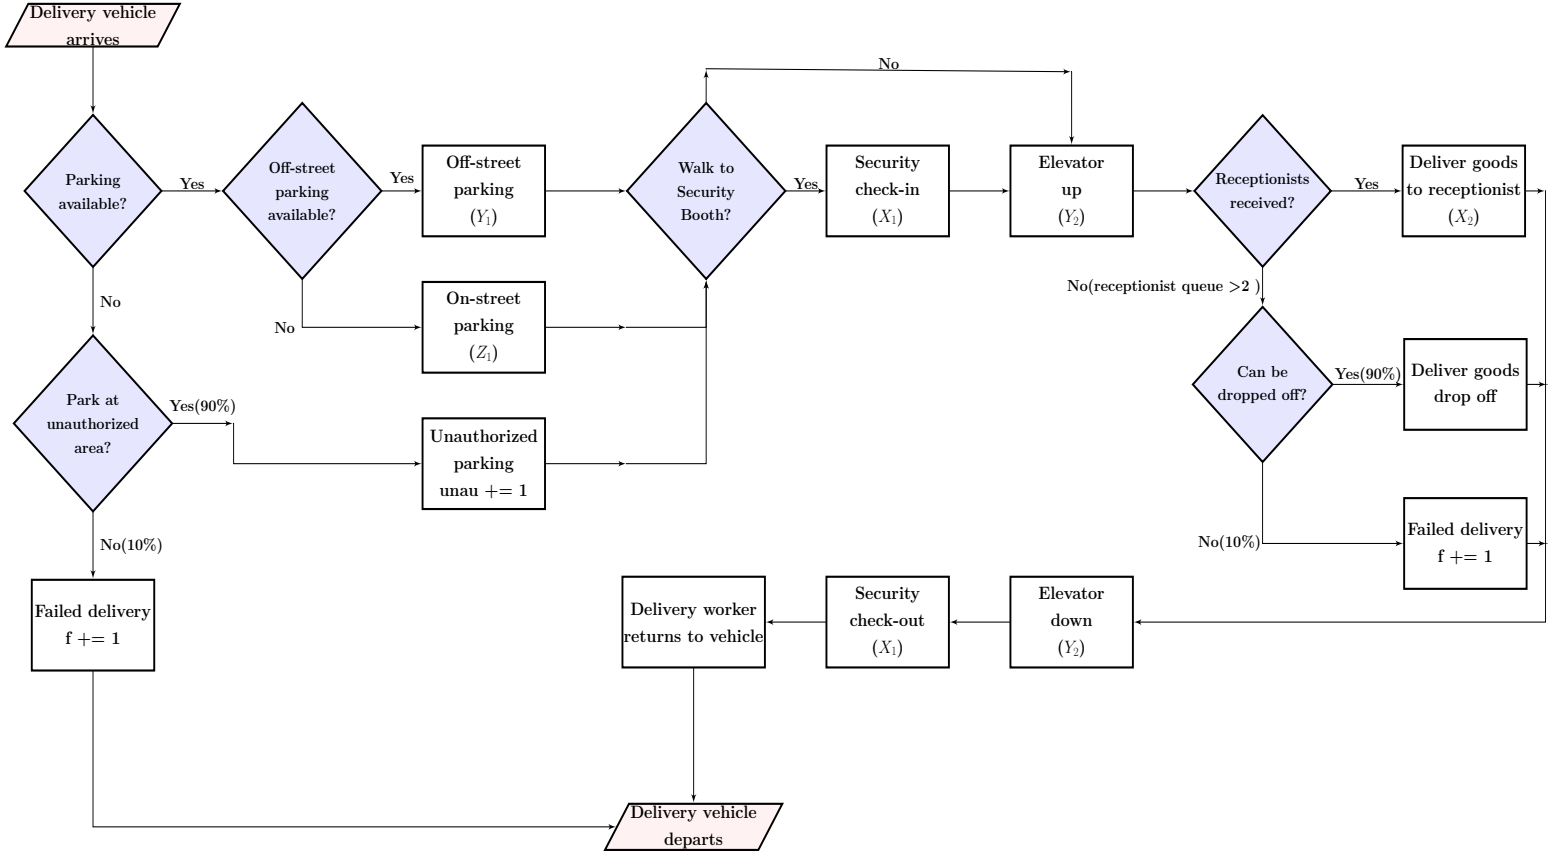 Delivery vehicle
arrives
Parking
available?
Yes
Off-street
parking
available?
Yes
Off-street
parking
(Y₁)
Walk to
Security
Booth?
No
Yes
Security
check-in
(X₁)
Elevator
up
(Y₂)
Receptionists
received?
Yes
Deliver goods
to receptionist
(X₂)
No
No
On-street
parking
(Z₁)
No(receptionist queue >2 )
Park at
unauthorized
area?
Yes(90%)
Unauthorized
parking
unau += 1
Can be
dropped off?
Yes(90%)
Deliver goods
drop off
No(10%)
No(10%)
Failed delivery
f += 1
Failed delivery
f += 1
Delivery worker
returns to vehicle
Security
check-out
(X₁)
Elevator
down
(Y₂)
Delivery vehicle
departs